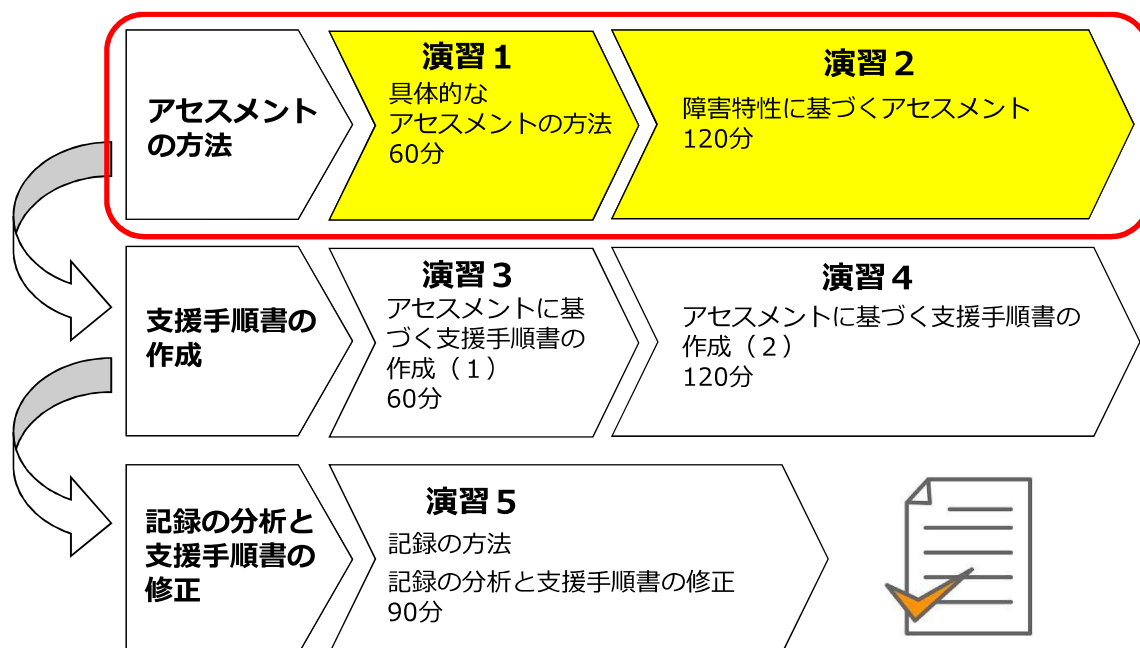 アセスメント
の方法
演習１
具体的な
アセスメントの方法
60分
演習２
障害特性に基づくアセスメント
120分
支援手順書の
作成
演習３
アセスメントに基
づく支援手順書の
作成（１）
60分
演習４
アセスメントに基づく支援手順書の
作成（２）
120分
記録の分析と
支援手順書の
修正
演習５
記録の方法
記録の分析と支援手順書の修正
90分